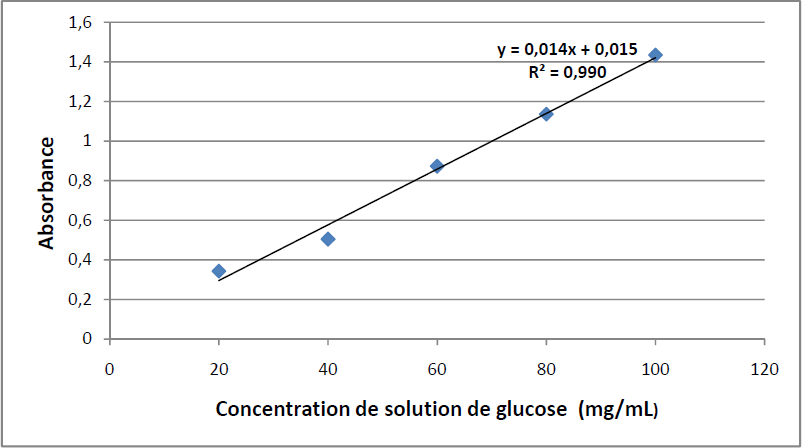 1,6
1,4
1,2
1
0,8
0,6
0,4
0,2
0
Absorbance
y = 0,014x + 0,015
R² = 0,990
0 20 40 60 80 100 120
Concentration de solution de glucose (mg/mL)